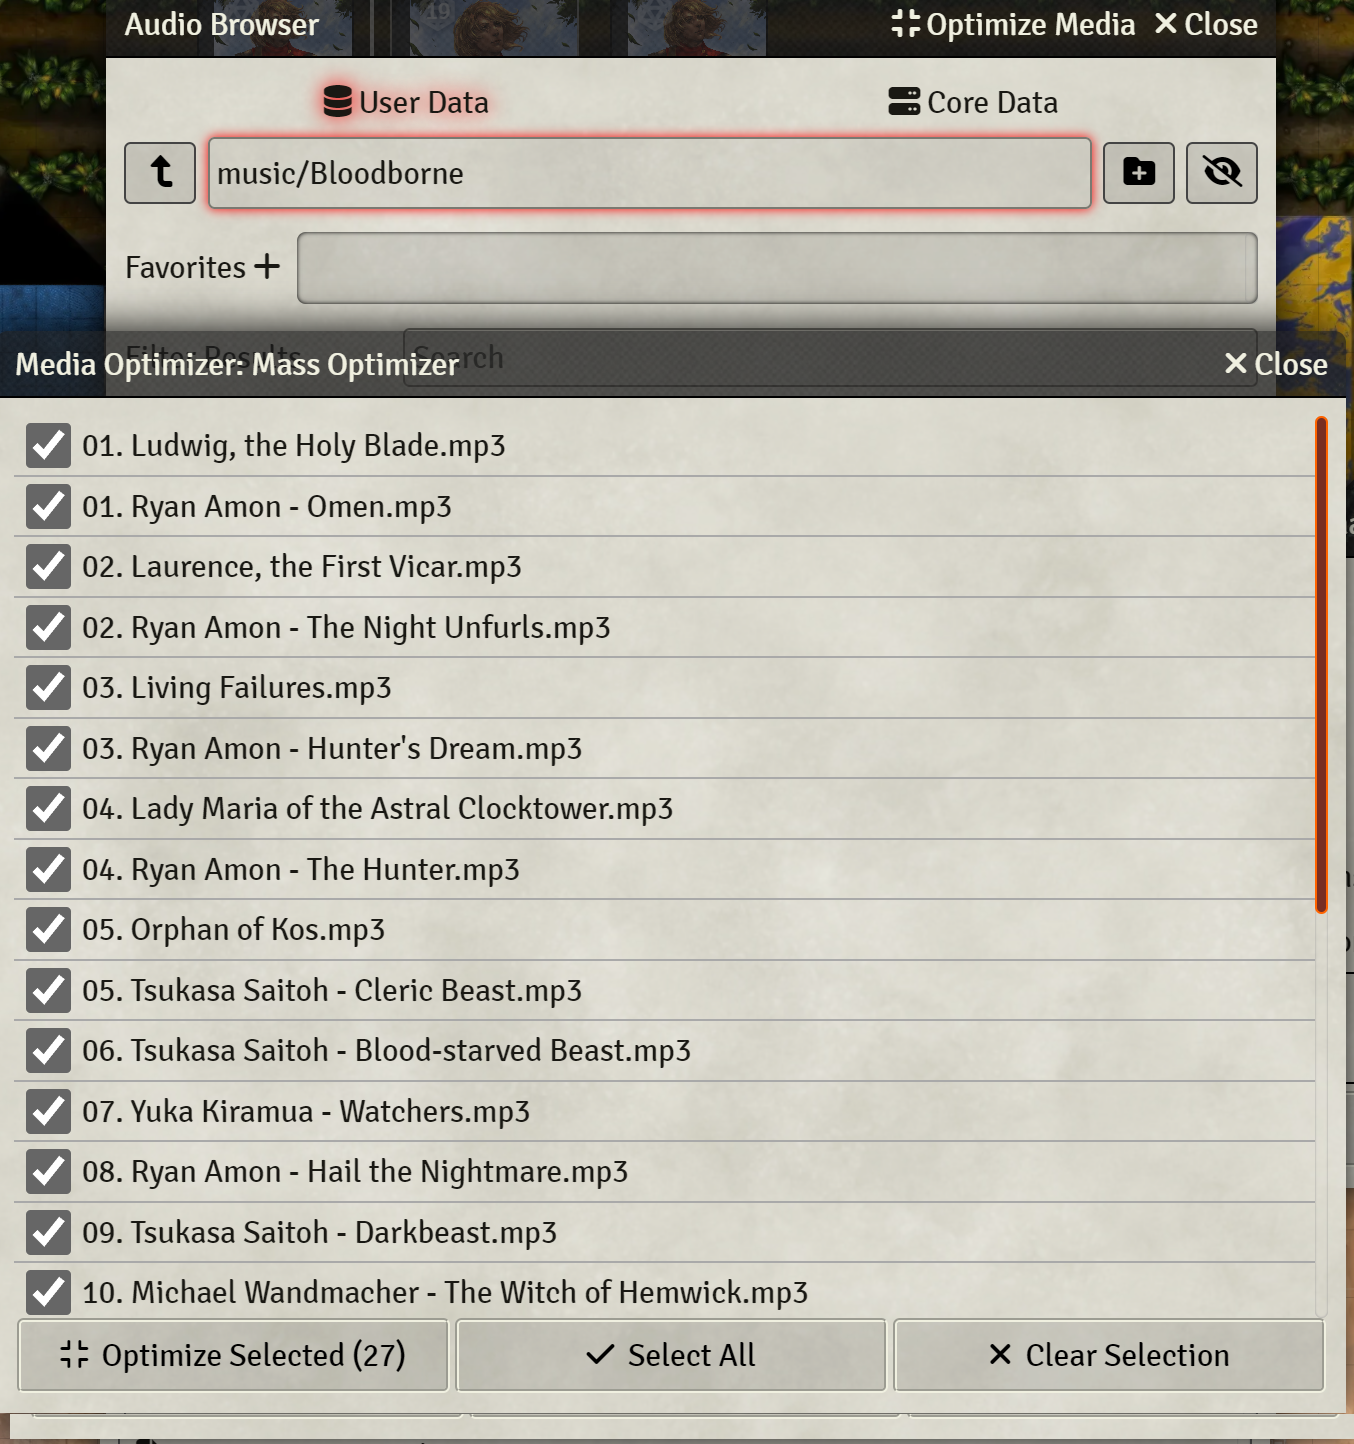 Audio Browser
Optimize Media
Close
19
User Data
Core Data
music/Bloodborne
Favorites
Filter Results
Search
Media Optimizer: Mass Optimizer
Close
01. Ludwig, the Holy Blade.mp3
01. Ryan Amon - Omen.mp3
02. Laurence, the First Vicar.mp3
02. Ryan Amon - The Night Unfurls.mp3
03. Living Failures.mp3
03. Ryan Amon - Hunter's Dream.mp3
04. Lady Maria of the Astral Clocktower.mp3
04. Ryan Amon - The Hunter.mp3
05. Orphan of Kos.mp3
05. Tsukasa Saitoh - Cleric Beast.mp3
06. Tsukasa Saitoh - Blood-starved Beast.mp3
07. Yuka Kiramua - Watchers.mp3
08. Ryan Amon - Hail the Nightmare.mp3
09. Tsukasa Saitoh - Darkbeast.mp3
10. Michael Wandmacher - The Witch of Hemwick.mp3
Optimize Selected (27)
Select All
Clear Selection